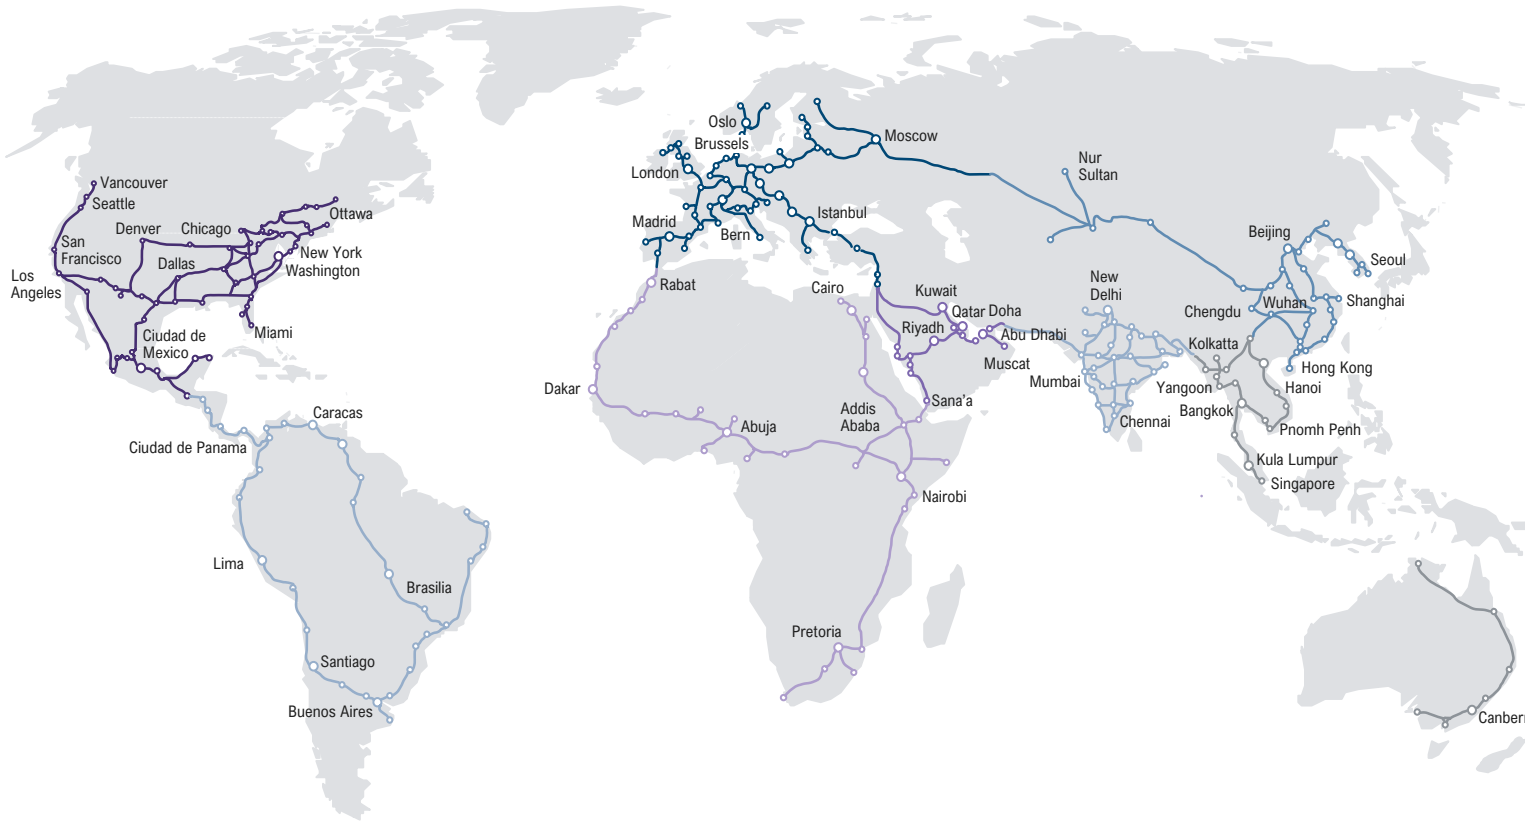 Vancouver
Seattle
San
Francisco
Los
Angeles
Denver
Chicago
Ottawa
Dallas
New York
Washington
Miami
Ciudad de
Mexico
Ciudad de Panama
Caracas
Lima
Brasilia
Santiago
Buenos Aires
Oslo
Brussels
London
Madrid
Bern
Istanbul
Moscow
Nur
Sultan
Rabat
Cairo
Dakar
Abuja
Addis
Ababa
Nairobi
Pretoria
Kuwait
Qatar
Doha
Riyadh
Abu Dhabi
Muscat
Sana’a
New
Delhi
Mumbai
Chennai
Kolkatta
Yangoon
Bangkok
Hanoi
Pnomh Penh
Kula Lumpur
Singapore
Beijing
Seoul
Shanghai
Wuhan
Chengdu
Hong Kong
Canberr